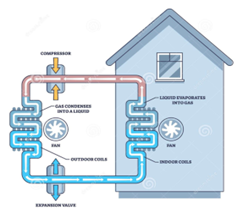 COMPRESSOR
GAS CONDENSES
INTO A LIQUID
LIQUID EVAPORATES
INTO GAS
FAN
FAN
OUTDOOR COILS
INDOOR COILS
EXPANSION VALVE